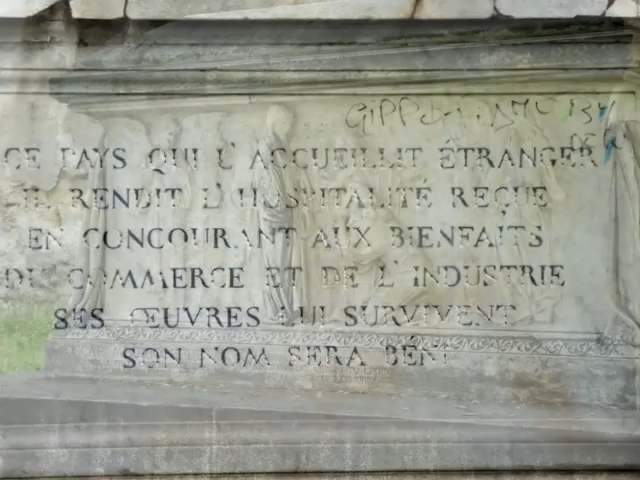 CE PAYS QUI L'ACCUEILLIT ÉTRANGER
IL RENDIT L'HOSPITALITÉ REÇUE
EN CONCOURANT AUX BIENFAITS
DU COMMERCE ET DE L'INDUSTRIE
SES ŒUVRES LUI SURVIVENT
SON NOM SERA